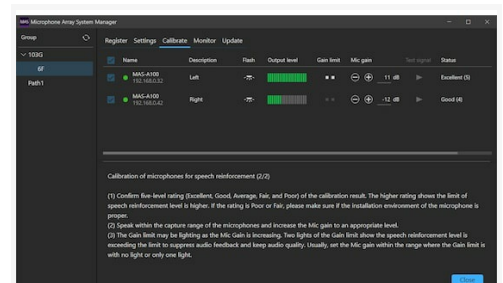 MAS Microphone Array System Manager
Group
Register Settings Calibrate Monitor Update
103G
6F
Path1
Name Description Flash Output level Gain limit Mic gain Test signal Status
MAS-A100 Left 11 dB Excellent (5)
192.168.0.32
MAS-A100 Right -12 dB Good (4)
192.168.0.42
Calibration of microphones for speech reinforcement (2/2)
(1) Confirm five-level rating (Excellent, Good, Average, Fair, and Poor) of the calibration result. The higher rating shows the limit of
speech reinforcement level is higher. If the rating is Poor or Fair, please make sure if the installation environment of the microphone is
proper.
(2) Speak within the capture range of the microphones and increase the Mic gain to an appropriate level.
(3) The Gain limit may be lighting as the Mic Gain is increasing. Two lights of the Gain limit show the speech reinforcement level is
exceeding the limit to suppress audio feedback and keep audio quality. Usually, set the Mic gain within the range where the Gain limit is
with no light or only one light.
Close